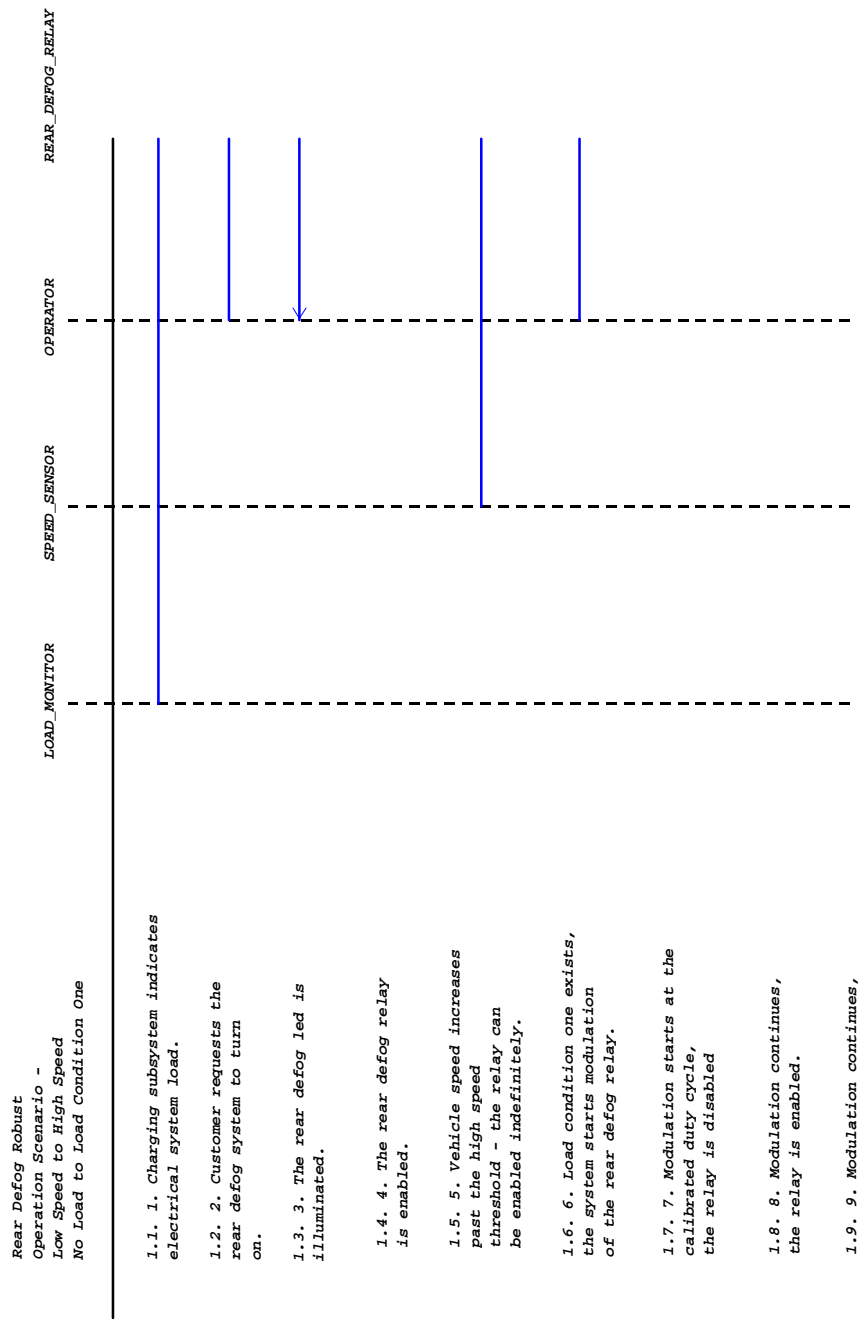 Rear Defog Robust
Operation Scenario -
Low Speed to High Speed
No Load to Load Condition One
LOAD_MONITOR SPEED_SENSOR OPERATOR REAR_DEFOG_RELAY
1.1. 1. Charging subsystem indicates
electrical system load.
1.2. 2. Customer requests the
rear defog system to turn
on.
1.3. 3. The rear defog led is
illuminated.
1.4. 4. The rear defog relay
is enabled.
1.5. 5. Vehicle speed increases
past the high speed
threshold - the relay can
be enabled indefinitely.
1.6. 6. Load condition one exists,
the system starts modulation
of the rear defog relay.
1.7. 7. Modulation starts at the
calibrated duty cycle,
the relay is disabled
1.8. 8. Modulation continues,
the relay is enabled.
1.9. 9. Modulation continues,